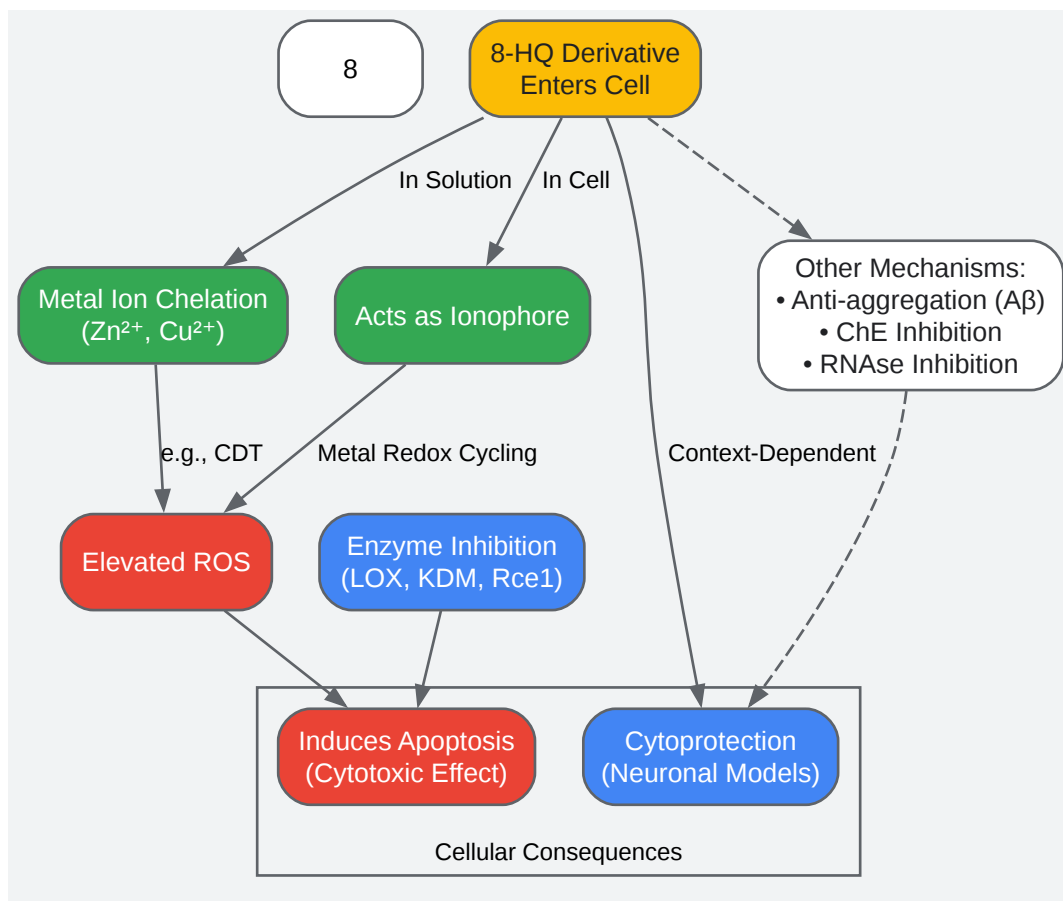 8
8-HQ Derivative
Enters Cell
In Solution
In Cell
Metal Ion Chelation
(Zn²⁺, Cu²⁺)
Acts as Ionophore
Other Mechanisms:
• Anti-aggregation (Aβ)
• ChE Inhibition
• RNAse Inhibition
e.g., CDT
Metal Redox Cycling
Context-Dependent
Elevated ROS
Enzyme Inhibition
(LOX, KDM, Rce1)
Induces Apoptosis
(Cytotoxic Effect)
Cytoprotection
(Neuronal Models)
Cellular Consequences